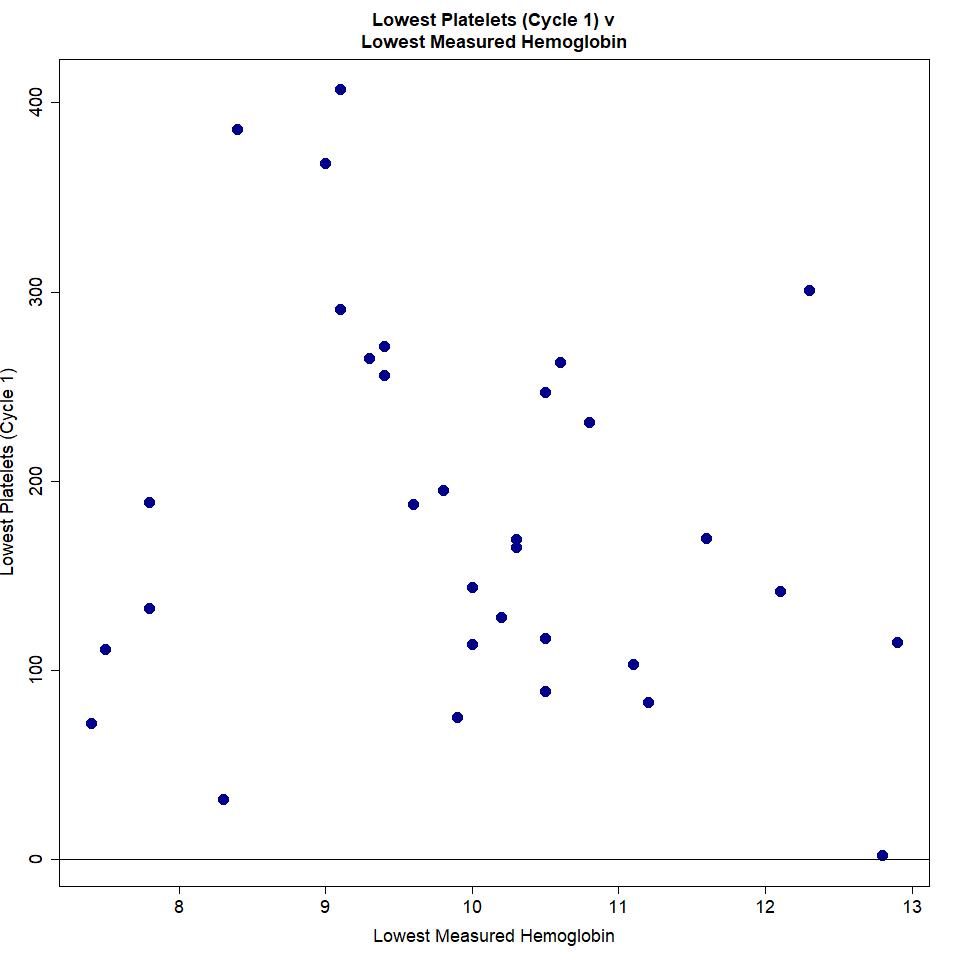 Lowest Platelets (Cycle 1) v
Lowest Measured Hemoglobin
Lowest Platelets (Cycle 1)
400
300
200
100
0
8 9 10 11 12 13
Lowest Measured Hemoglobin